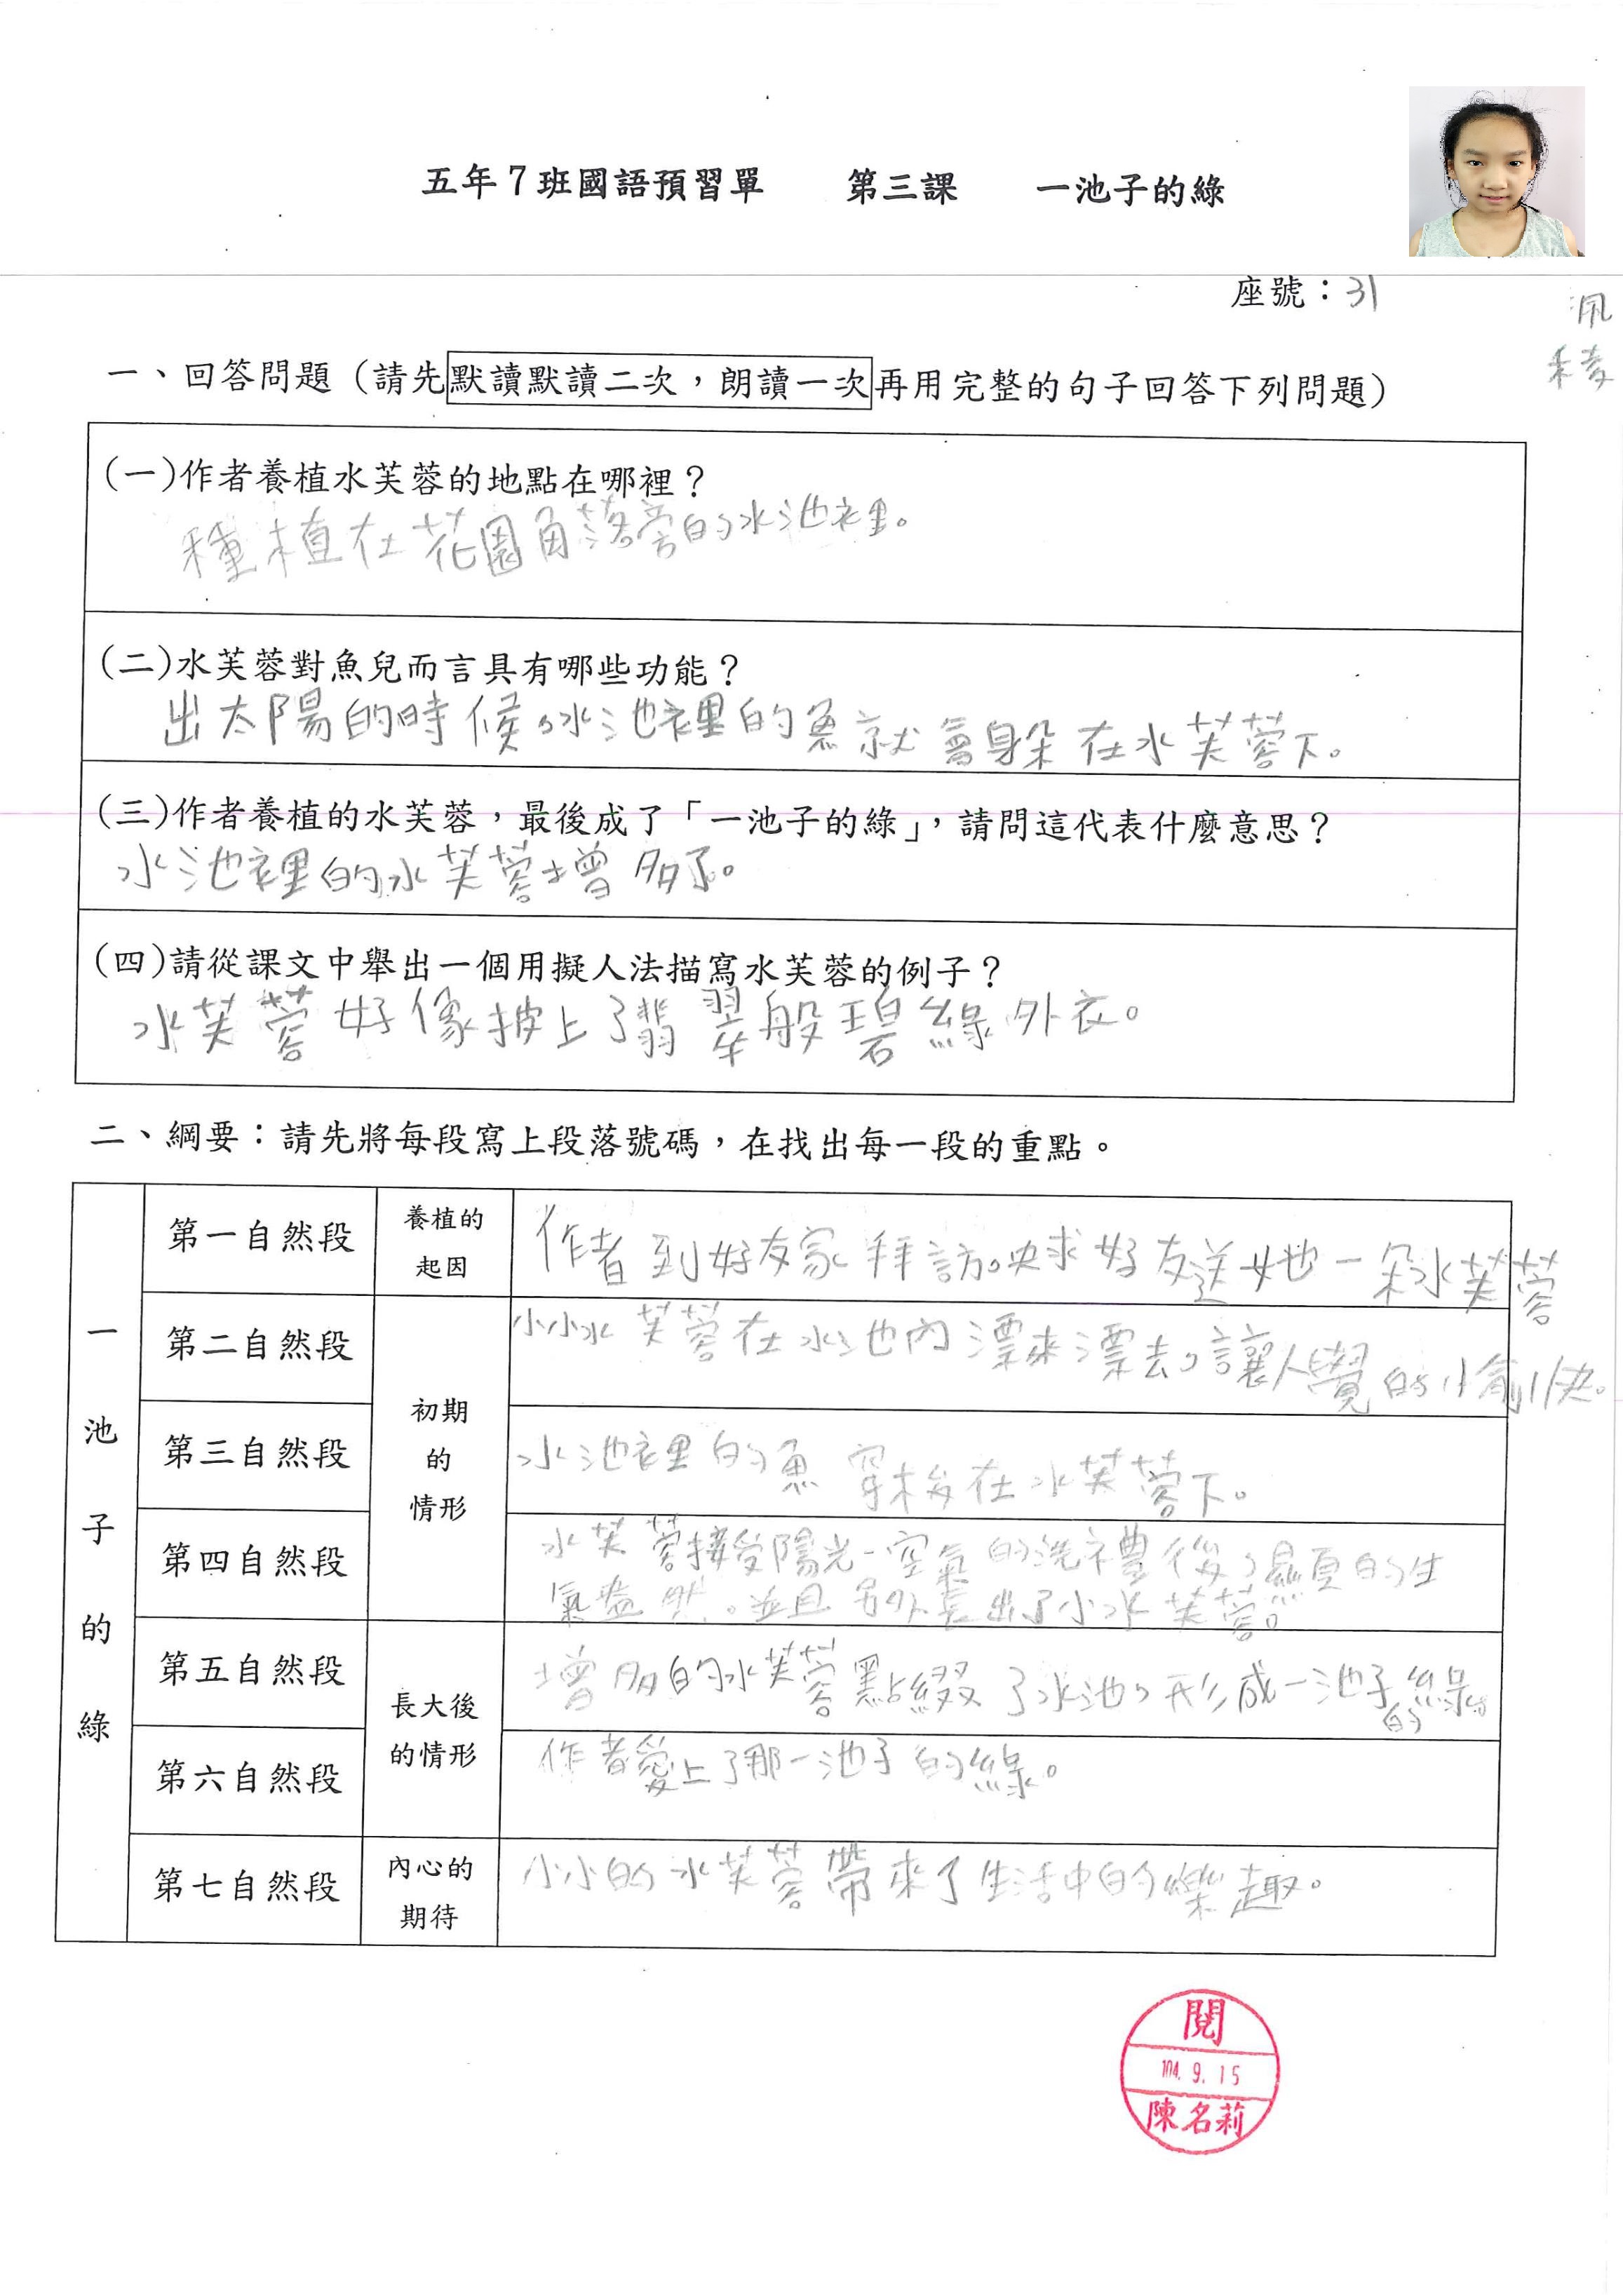 五年7班國語預習單 第三課 一池子的綠
座號：31
一、回答問題（請先默讀默讀二次，朗讀一次再用完整的句子回答下列問題）
(一)作者養植水芙蓉的地點在哪裡？
種植在花園角落旁的水池裡。
(二)水芙蓉對魚兒而言具有哪些功能？
出太陽的時候，水池裡的魚就會躲在水芙蓉下。
(三)作者養植的水芙蓉，最後成了「一池子的綠」，請問這代表什麼意思？
水池裡的水芙蓉增多了。
(四)請從課文中舉出一個用擬人法描寫水芙蓉的例子？
水芙蓉好像披上了翡翠般碧綠外衣。
二、綱要：請先將每段寫上段落號碼，在找出每一段的重點。
一池子的綠
第一自然段
養植的
起因
作者到好友家拜訪。央求好友送她一朵水芙蓉
第二自然段
小小水芙蓉在水池內漂來漂去，讓人覺的愉快。
初期
的
情形
第三自然段
水池裡的魚穿梭在水芙蓉下。
第四自然段
水芙蓉接受陽光、空氣的洗禮後，顯的生
氣盎然。並且另外長出了小水芙蓉。
第五自然段
增多的水芙蓉點綴了水池，形成一池子的綠。
長大後
的情形
第六自然段
作者愛上了那一池子的綠。
第七自然段
內心的
期待
小小的水芙蓉帶來了生活中的樂趣。
閱
104.9.15
陳名莉